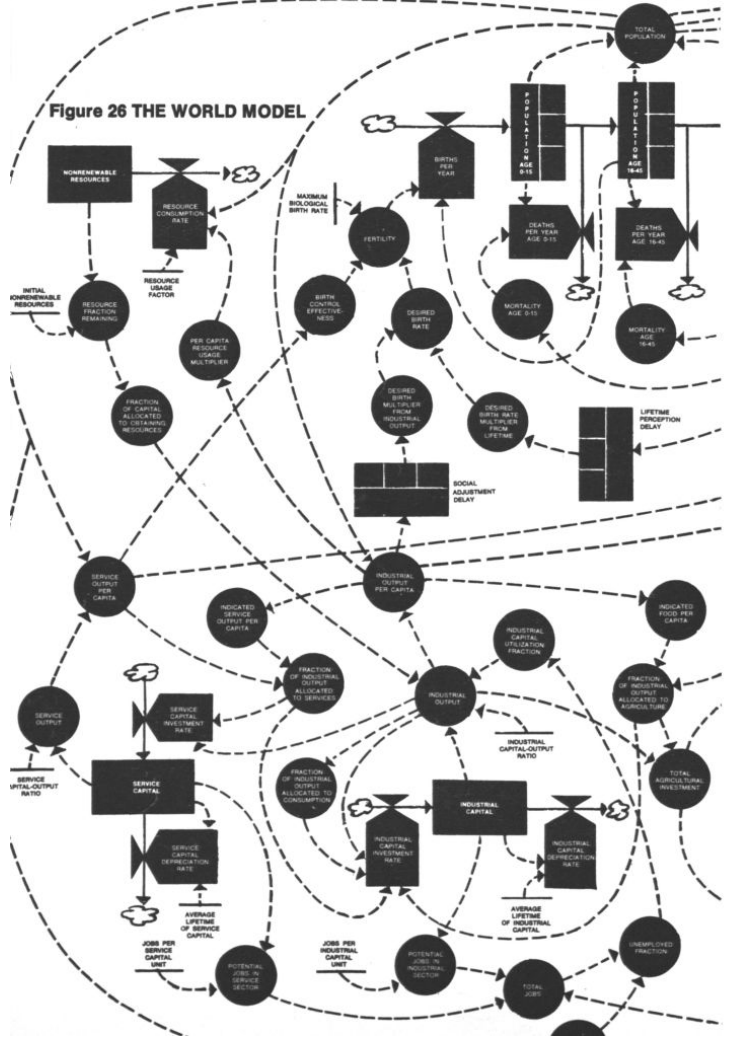 TOTAL
POPULATION
Figure 26 THE WORLD MODEL
POPULATION
AGE
0-15
POPULATION
AGE
16-45
BIRTHS
PER
YEAR
NONRENEWABLE
RESOURCES
RESOURCE
CONSUMPTION
RATE
MAXIMUM
BIOLOGICAL
BIRTH RATE
FERTILITY
DEATHS
PER YEAR
AGE 0-15
DEATHS
PER YEAR
AGE 16-45
RESOURCE
USAGE
FACTOR
INITIAL
NONRENEWABLE
RESOURCES
RESOURCE
FRACTION
REMAINING
BIRTH
CONTROL
EFFECTIVE-
NESS
DESIRED
BIRTH
RATE
MORTALITY
AGE 0-15
MORTALITY
AGE 16-45
PER CAPITA
RESOURCE
USAGE
MULTIPLIER
FRACTION
OF CAPITAL
ALLOCATED
TO OBTAINING
RESOURCES
DESIRED
BIRTH
MULTIPLIER
FROM
INDUSTRIAL
OUTPUT
DESIRED
BIRTH RATE
MULTIPLIER
FROM
LIFETIME
LIFETIME
PERCEPTION
DELAY
SOCIAL
ADJUSTMENT
DELAY
SERVICE
OUTPUT
PER
CAPITA
INDUSTRIAL
OUTPUT
PER CAPITA
INDICATED
SERVICE
OUTPUT PER
CAPITA
INDUSTRIAL
CAPITAL
UTILIZATION
FRACTION
INDICATED
FOOD PER
CAPITA
FRACTION
OF INDUSTRIAL
OUTPUT
ALLOCATED
TO SERVICES
INDUSTRIAL
OUTPUT
FRACTION
OF INDUSTRIAL
OUTPUT
ALLOCATED TO
AGRICULTURE
SERVICE
OUTPUT
SERVICE
CAPITAL
INVESTMENT
RATE
INDUSTRIAL
CAPITAL-OUTPUT
RATIO
SERVICE
CAPITAL-OUTPUT
RATIO
SERVICE
CAPITAL
FRACTION
OF INDUSTRIAL
OUTPUT
ALLOCATED TO
CONSUMPTION
INDUSTRIAL
CAPITAL
TOTAL
AGRICULTURAL
INVESTMENT
SERVICE
CAPITAL
DEPRECIATION
RATE
INDUSTRIAL
CAPITAL
INVESTMENT
RATE
INDUSTRIAL
CAPITAL
DEPRECIATION
RATE
AVERAGE
LIFETIME
OF SERVICE
CAPITAL
AVERAGE
LIFETIME
OF INDUSTRIAL
CAPITAL
JOBS PER
SERVICE
CAPITAL
UNIT
JOBS PER
INDUSTRIAL
CAPITAL
UNIT
UNEMPLOYED
FRACTION
POTENTIAL
JOBS IN
SERVICE
SECTOR
POTENTIAL
JOBS IN
INDUSTRIAL
SECTOR
TOTAL
JOBS